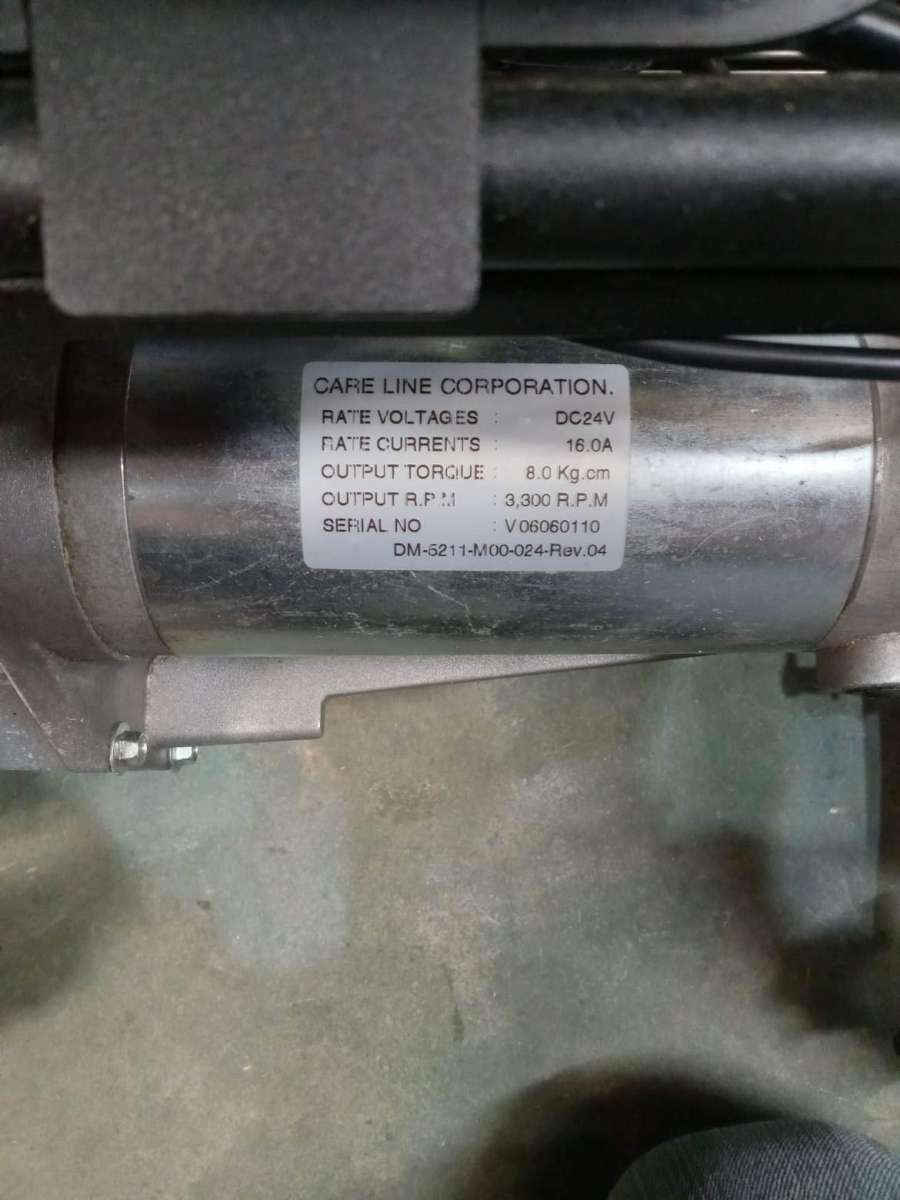 CARE LINE CORPORATION.
RATE VOLTAGES : DC24V
RATE CURRENTS : 16.0A
OUTPUT TORQUE : 8.0 Kg.cm
OUTPUT R.P.M : 3,300 R.P.M
SERIAL NO : V06060110
DM-5211-M00-024-Rev.04